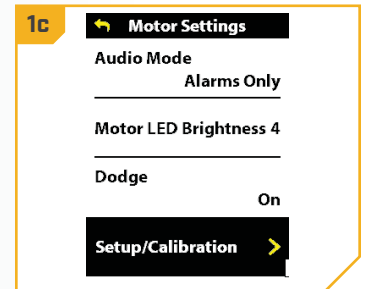 1c
Motor Settings
Audio Mode
Alarms Only
Motor LED Brightness 4
Dodge
On
Setup/Calibration >